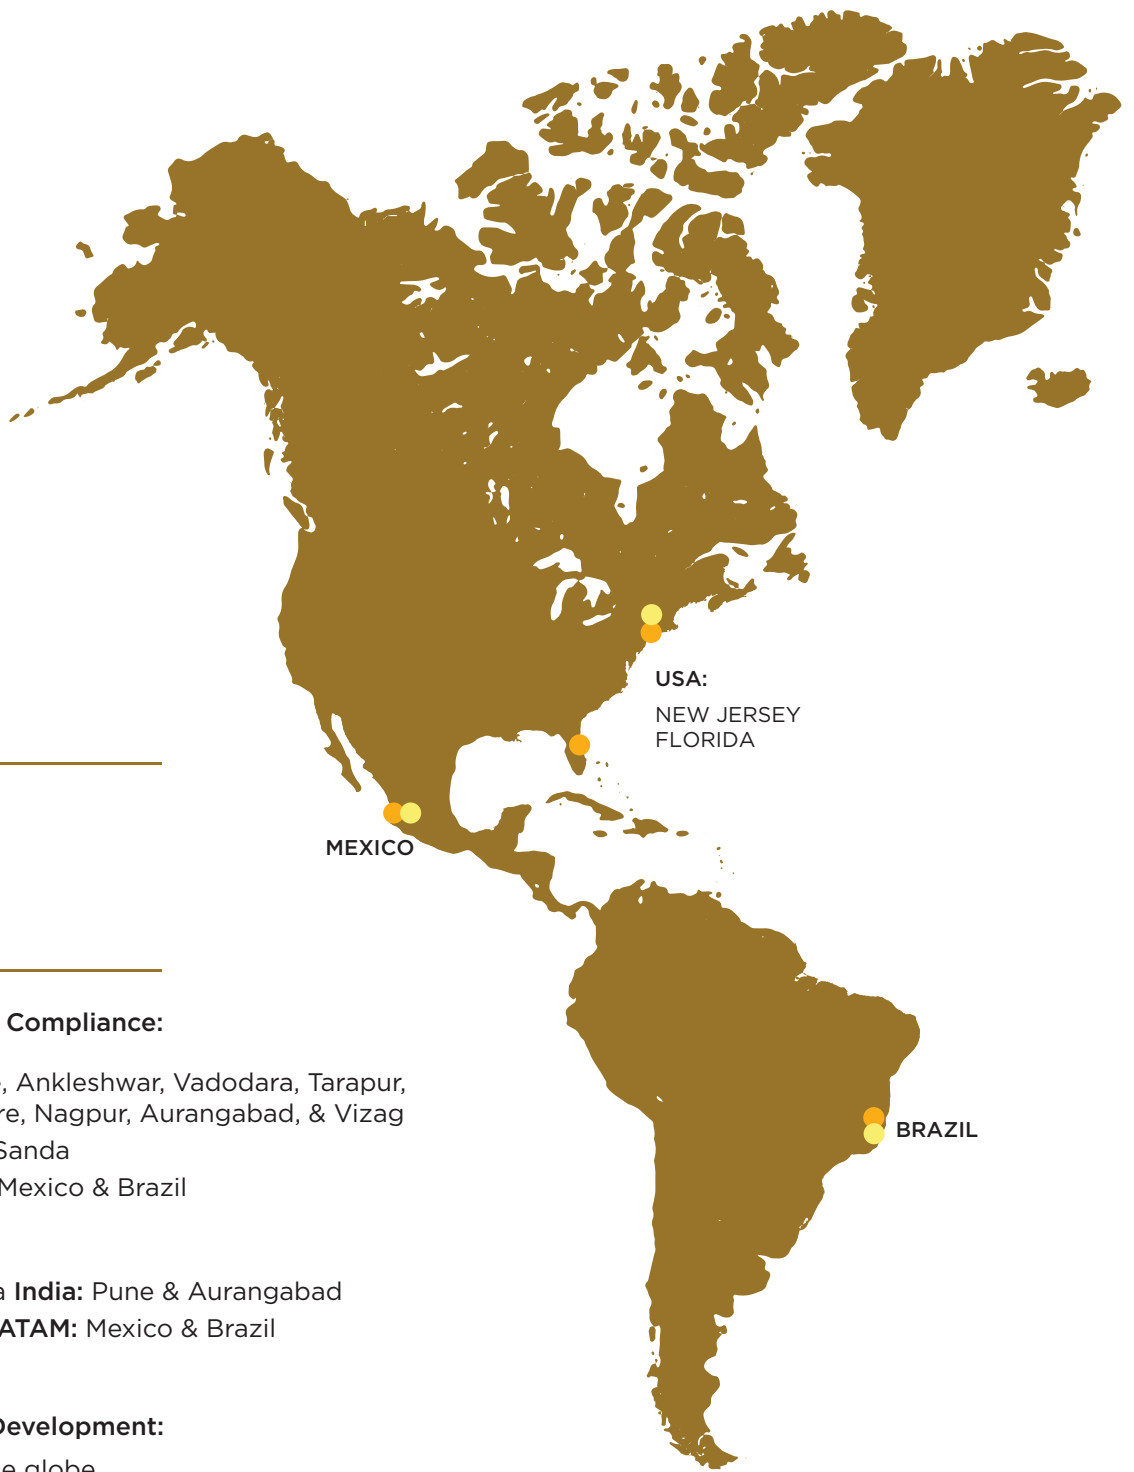 USA:
NEW JERSEY
FLORIDA
MEXICO
BRAZIL
Compliance:
, Ankleshwar, Vadodara, Tarapur,
re, Nagpur, Aurangabad, & Vizag
Sanda
Mexico & Brazil
a India: Pune & Aurangabad
ATAM: Mexico & Brazil
Development:
e globe